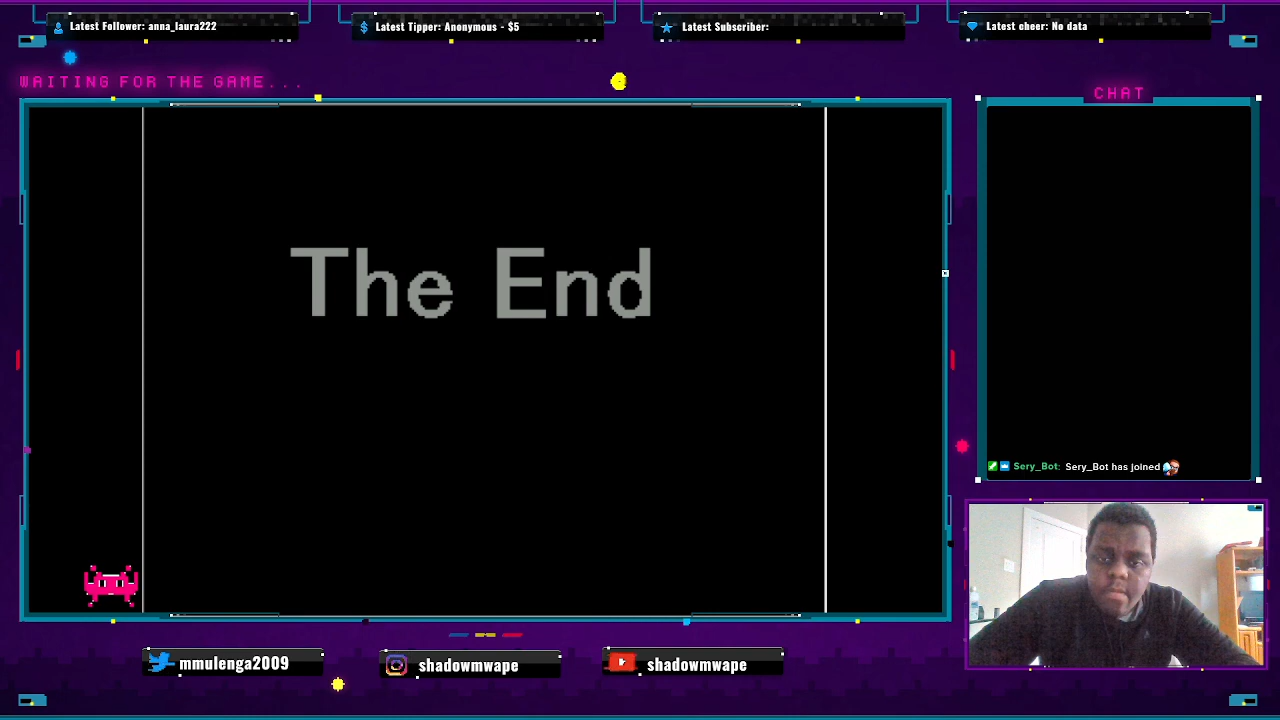 Latest Follower: anna_laura222
Latest Tipper: Anonymous - $5
Latest Subscriber:
Latest cheer: No data
WAITING FOR THE GAME...
CHAT
The End
Sery_Bot: Sery_Bot has joined
mmulenga2009
shadowmwape
shadowmwape